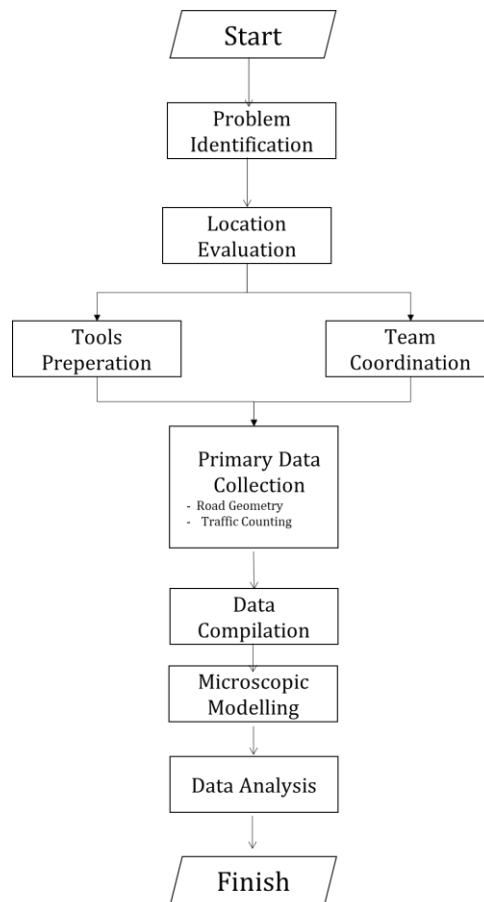 Start
Problem
Identification
Location
Evaluation
Tools
Preperation
Team
Coordination
Primary Data
Collection
- Road Geometry
- Traffic Counting
Data
Compilation
Microscopic
Modelling
Data Analysis
Finish